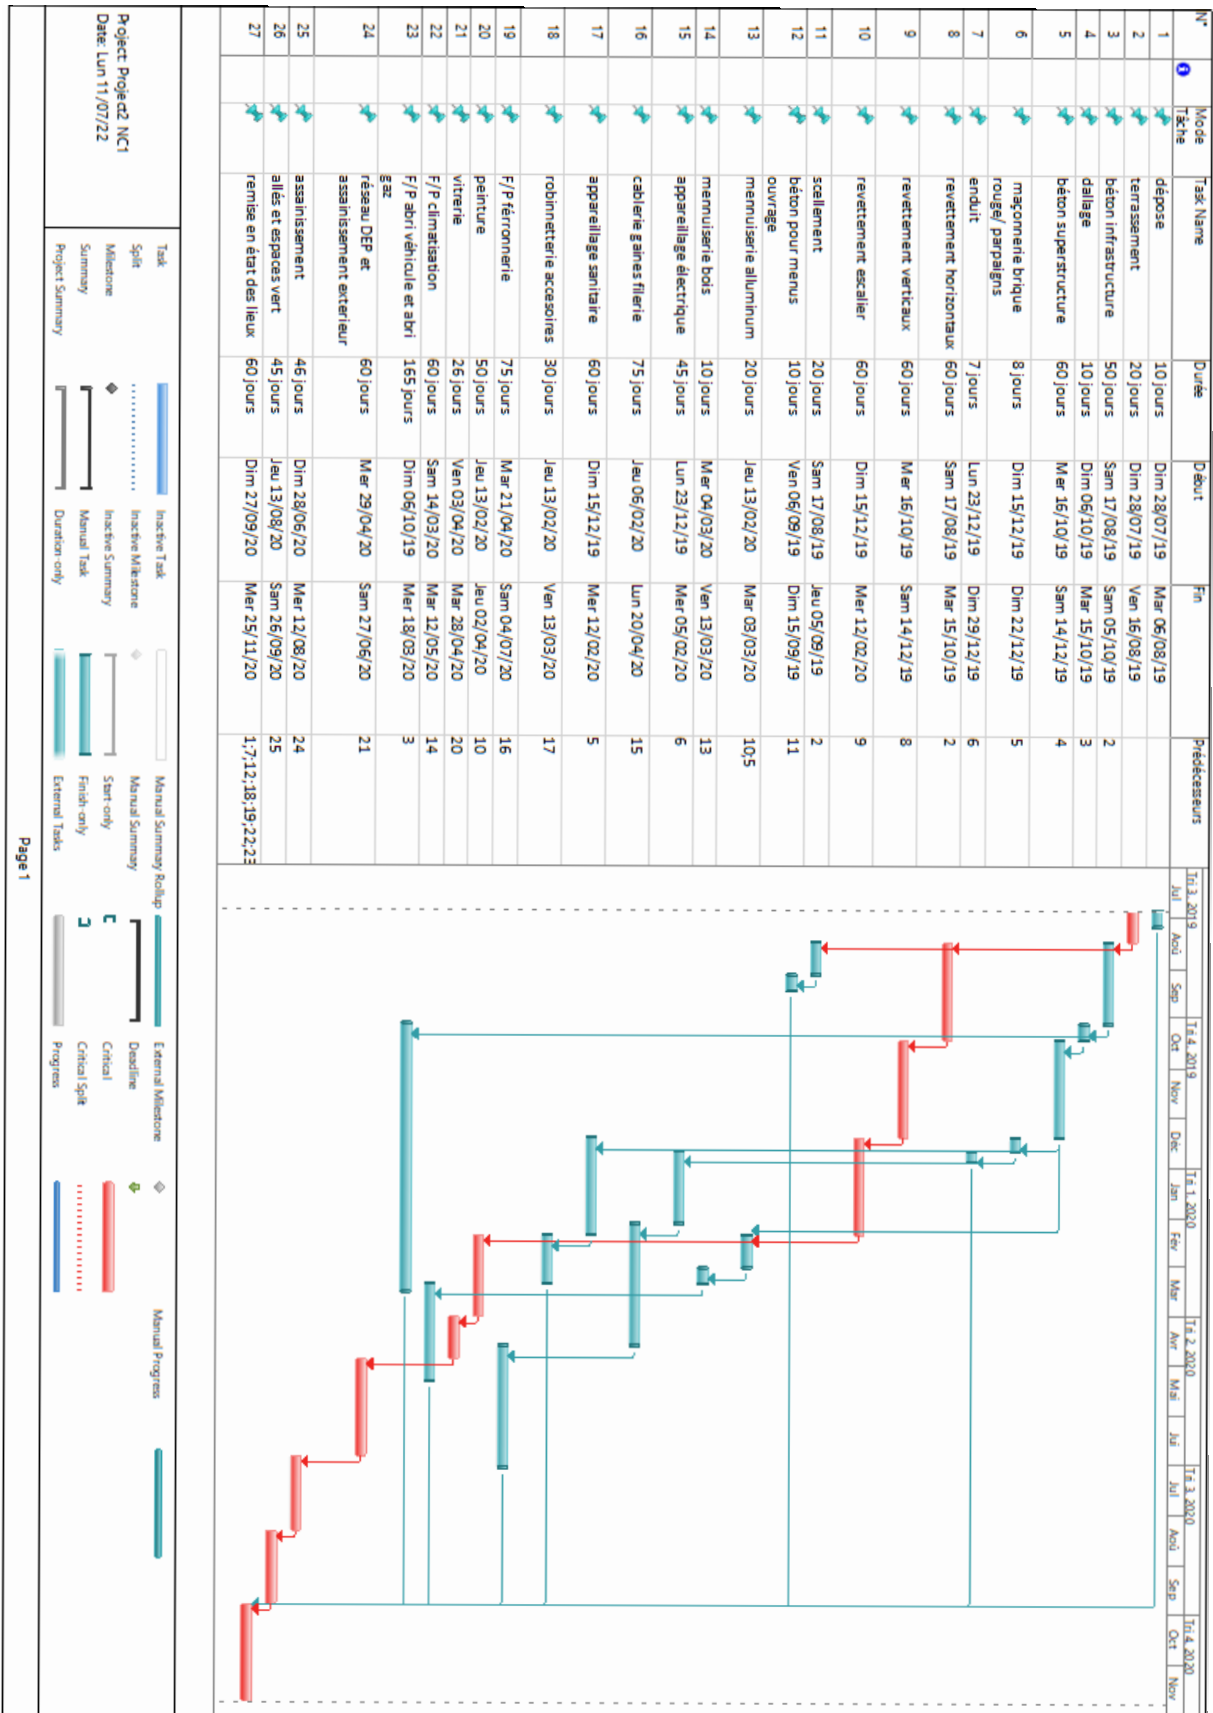 N° Mode Tâche Task Name Durée Début Fin Prédécesseurs
Tri 3, 2019 Tri 4, 2019 Tri 1, 2020 Tri 2, 2020 Tri 3, 2020 Tri 4, 2020
Jul Aoû Sep Oct Nov Déc Jan Fév Mar Avr Mai Jui Jul Aoû Sep Oct Nov
1 dépose 10 jours Dim 28/07/19 Mar 06/08/19
2 terrassement 20 jours Dim 28/07/19 Ven 16/08/19
3 béton infrastructure 50 jours Sam 17/08/19 Sam 05/10/19 2
4 dallage 10 jours Dim 06/10/19 Mar 15/10/19 3
5 béton superstructure 60 jours Mer 16/10/19 Sam 14/12/19 4
6 maçonnerie brique rouge/ parpaigns 8 jours Dim 15/12/19 Dim 22/12/19 5
7 enduit 7 jours Lun 23/12/19 Dim 29/12/19 6
8 revettement horizontaux 60 jours Sam 17/08/19 Mar 15/10/19 2
9 revettement verticaux 60 jours Mer 16/10/19 Sam 14/12/19 8
10 revettement escalier 60 jours Dim 15/12/19 Mer 12/02/20 9
11 scellement 20 jours Sam 17/08/19 Jeu 05/09/19 2
12 béton pour menus ouvrage 10 jours Ven 06/09/19 Dim 15/09/19 11
13 mennuiserie alluminum 20 jours Jeu 13/02/20 Mar 03/03/20 10;5
14 mennuiserie bois 10 jours Mer 04/03/20 Ven 13/03/20 13
15 appareillage électrique 45 jours Lun 23/12/19 Mer 05/02/20 6
16 cablerie gaines filerie 75 jours Jeu 06/02/20 Lun 20/04/20 15
17 appareillage sanitaire 60 jours Dim 15/12/19 Mer 12/02/20 5
18 robinnetterie accesoires 30 jours Jeu 13/02/20 Ven 13/03/20 17
19 F/P férronnerie 75 jours Mar 21/04/20 Sam 04/07/20 16
20 peinture 50 jours Jeu 13/02/20 Jeu 02/04/20 10
21 vitrerie 26 jours Ven 03/04/20 Mar 28/04/20 20
22 F/P climatisation 60 jours Sam 14/03/20 Mar 12/05/20 14
23 F/P abri véhicule et abri gaz 165 jours Dim 06/10/19 Mer 18/03/20 3
24 réseau DEP et assainissement exterieur 60 jours Mer 29/04/20 Sam 27/06/20 21
25 assainissement 46 jours Dim 28/06/20 Mer 12/08/20 24
26 allés et espaces vert 45 jours Jeu 13/08/20 Sam 26/09/20 25
27 remise en état des lieux 60 jours Dim 27/09/20 Mer 25/11/20 1;7;12;18;19;22;23
Project: Project2 NC1
Date: Lun 11/07/22
Task Inactive Task Manual Summary Rollup External Milestone Manual Progress
Split Inactive Milestone Manual Summary Deadline
Milestone Inactive Summary Start-only Critical
Summary Manual Task Finish-only Critical Split
Project Summary Duration-only External Tasks Progress
Page 1